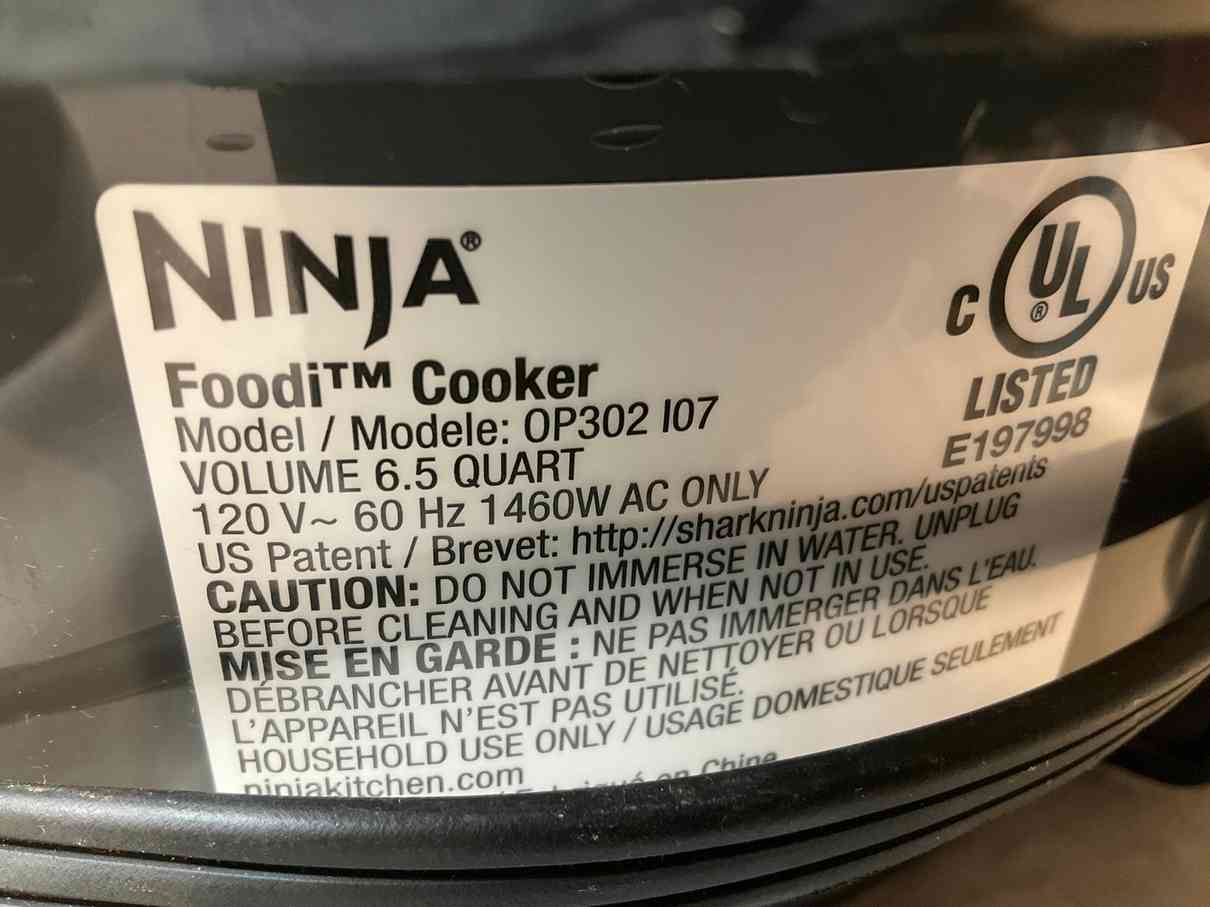 NINJA®
C UL® US
LISTED
E197998
Foodi™ Cooker
Model / Modele: OP302 I07
VOLUME 6.5 QUART
120 V~ 60 Hz 1460W AC ONLY
US Patent / Brevet: http://sharkninja.com/uspatents
CAUTION: DO NOT IMMERSE IN WATER. UNPLUG
BEFORE CLEANING AND WHEN NOT IN USE.
MISE EN GARDE : NE PAS IMMERGER DANS L'EAU.
DÉBRANCHER AVANT DE NETTOYER OU LORSQUE
L'APPAREIL N'EST PAS UTILISÉ.
HOUSEHOLD USE ONLY / USAGE DOMESTIQUE SEULEMENT
ninjakitchen.com
en Chine